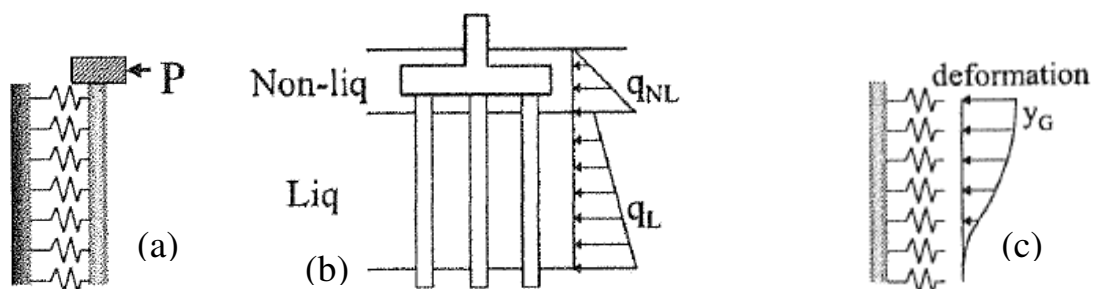 P
(a)
Non-liq
Liq
(b)
q_NL
q_L
deformation
y_G
(c)